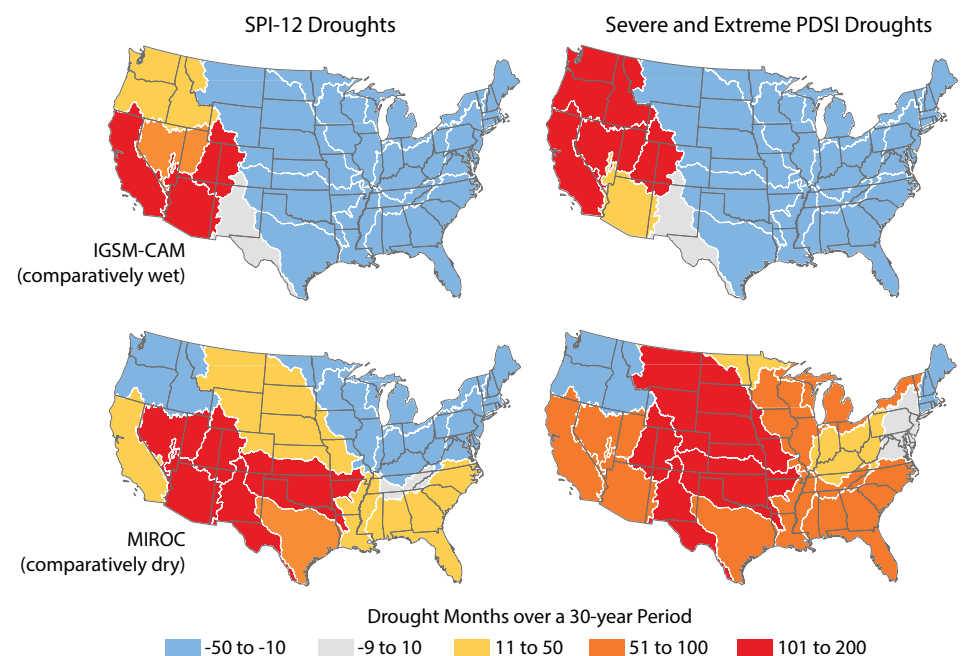 SPI-12 Droughts
Severe and Extreme PDSI Droughts
IGSM-CAM
(comparatively wet)
MIROC
(comparatively dry)
Drought Months over a 30-year Period
-50 to -10
-9 to 10
11 to 50
51 to 100
101 to 200